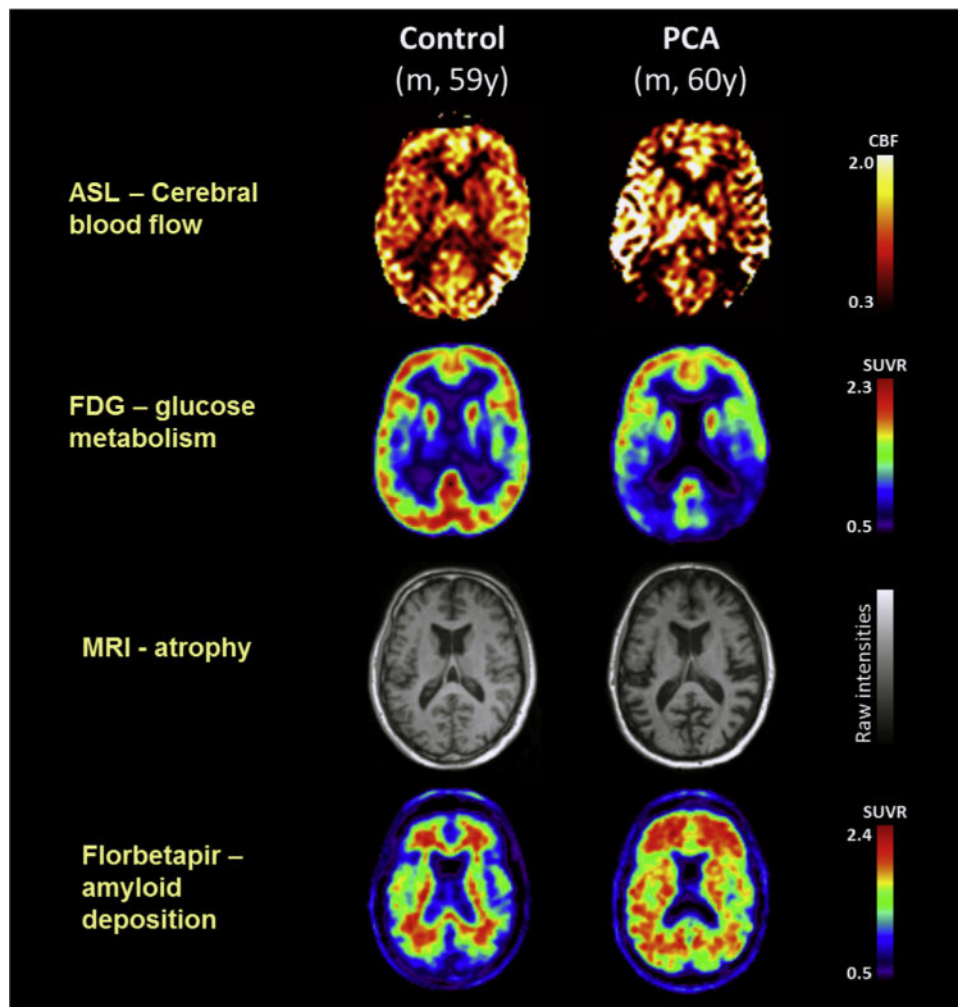 Control
(m, 59y)
PCA
(m, 60y)
ASL – Cerebral
blood flow
CBF
2.0
0.3
FDG – glucose
metabolism
SUVR
2.3
0.5
MRI - atrophy
Raw intensities
Florbetapir –
amyloid
deposition
SUVR
2.4
0.5